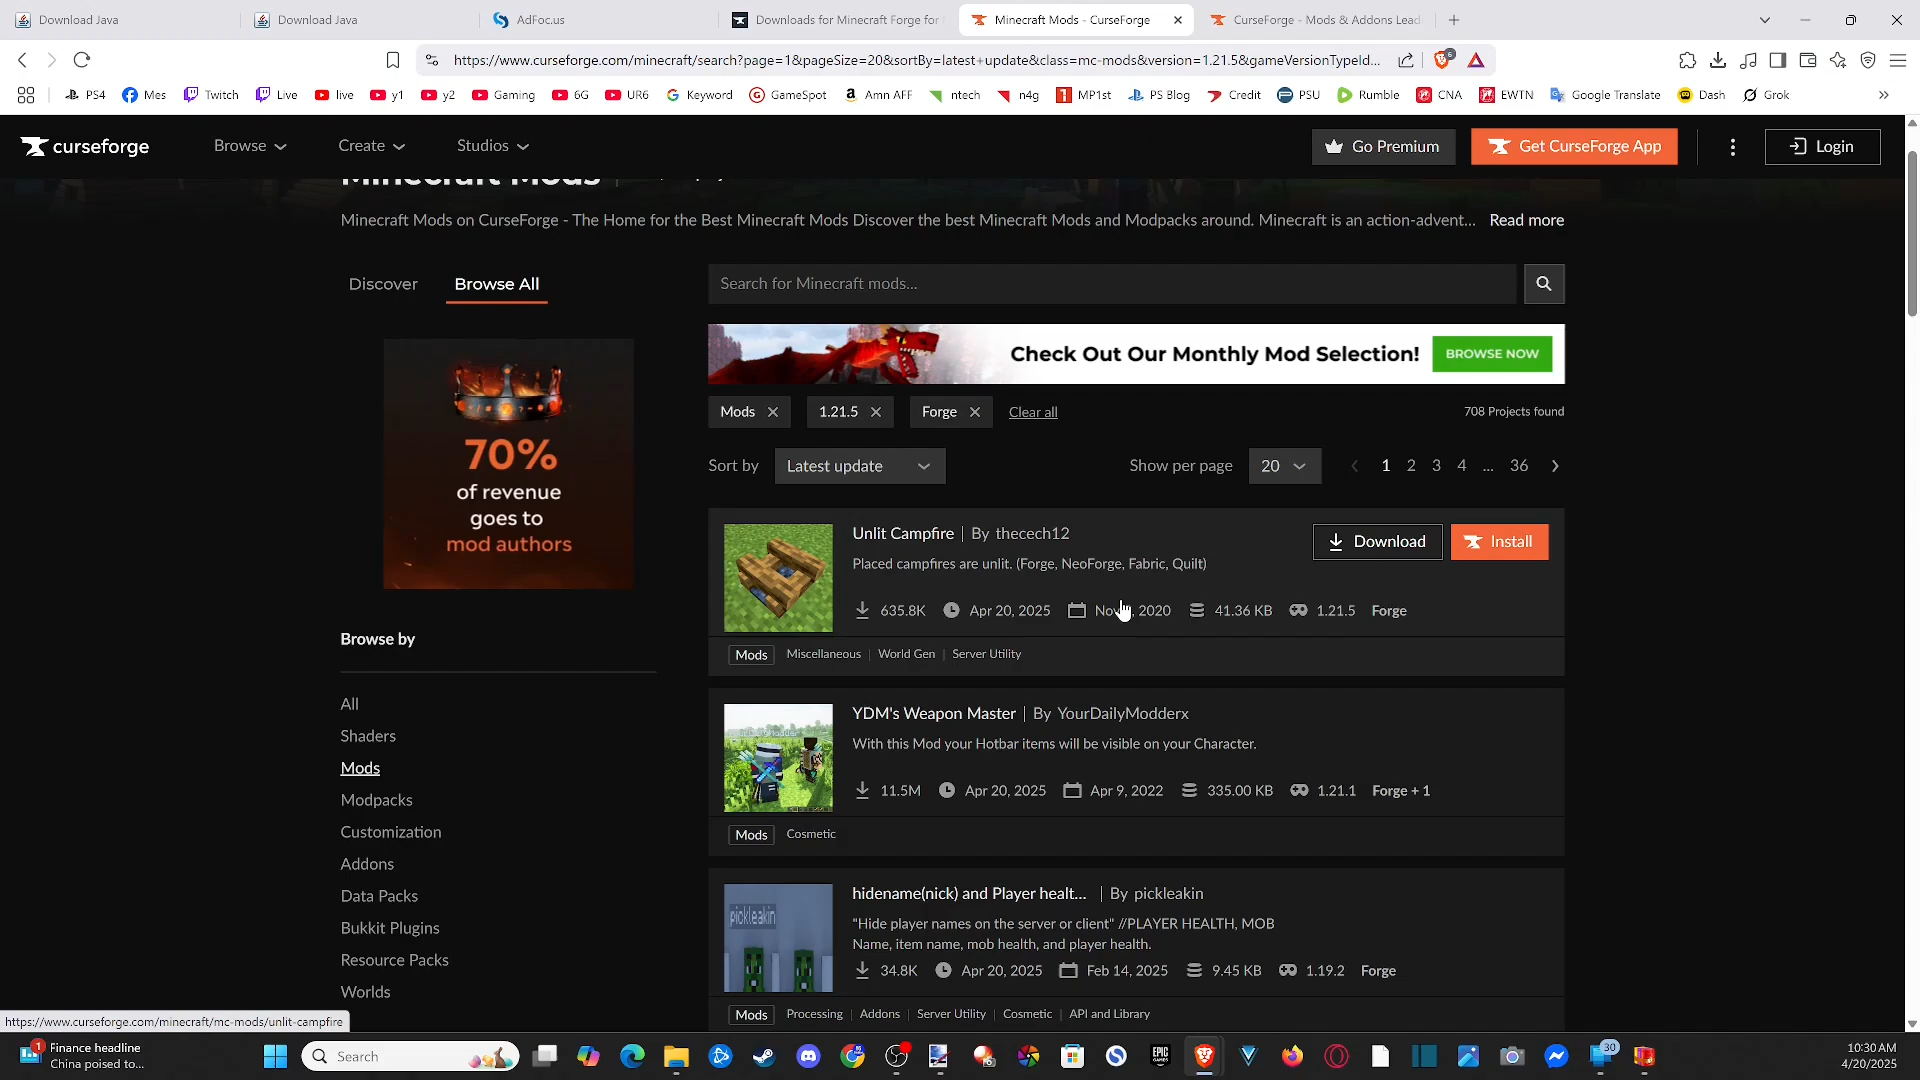 Download Java
Download Java
AdFoc.us
Downloads for Minecraft Forge for
Minecraft Mods - CurseForge
CurseForge - Mods & Addons Lead
https://www.curseforge.com/minecraft/search?page=1&pageSize=20&sortBy=latest+update&class=mc-mods&version=1.21.5&gameVersionTypeId...
6
PS4
Mes
Twitch
Live
live
y1
y2
Gaming
6G
UR6
Keyword
GameSpot
Amn AFF
ntech
n4g
MP1st
PS Blog
Credit
PSU
Rumble
CNA
EWTN
Google Translate
Dash
Grok
curseforge
Browse
Create
Studios
Go Premium
Get CurseForge App
Login
Minecraft Mods
Minecraft Mods on CurseForge - The Home for the Best Minecraft Mods Discover the best Minecraft Mods and Modpacks around. Minecraft is an action-advent... Read more
Discover
Browse All
Search for Minecraft mods...
Check Out Our Monthly Mod Selection!
BROWSE NOW
70%
of revenue
goes to
mod authors
Mods
1.21.5
Forge
Clear all
708 Projects found
Sort by
Latest update
Show per page
20
1 2 3 4 ... 36
Unlit Campfire | By thecech12
Download
Install
Placed campfires are unlit. (Forge, NeoForge, Fabric, Quilt)
635.8K Apr 20, 2025 Nov 2020 41.36 KB 1.21.5 Forge
Mods Miscellaneous | World Gen | Server Utility
YDM's Weapon Master | By YourDailyModderx
With this Mod your Hotbar items will be visible on your Character.
11.5M Apr 20, 2025 Apr 9, 2022 335.00 KB 1.21.1 Forge + 1
Mods Cosmetic
pickleakin
hidename(nick) and Player healt... | By pickleakin
"Hide player names on the server or client" //PLAYER HEALTH, MOB
Name, item name, mob health, and player health.
34.8K Apr 20, 2025 Feb 14, 2025 9.45 KB 1.19.2 Forge
Mods Processing | Addons | Server Utility | Cosmetic | API and Library
Browse by
All
Shaders
Mods
Modpacks
Customization
Addons
Data Packs
Bukkit Plugins
Resource Packs
Worlds
https://www.curseforge.com/minecraft/mc-mods/unlit-campfire
1
Finance headline
China poised to...
Search
EPIC
GAMES
30
10:30 AM
4/20/2025